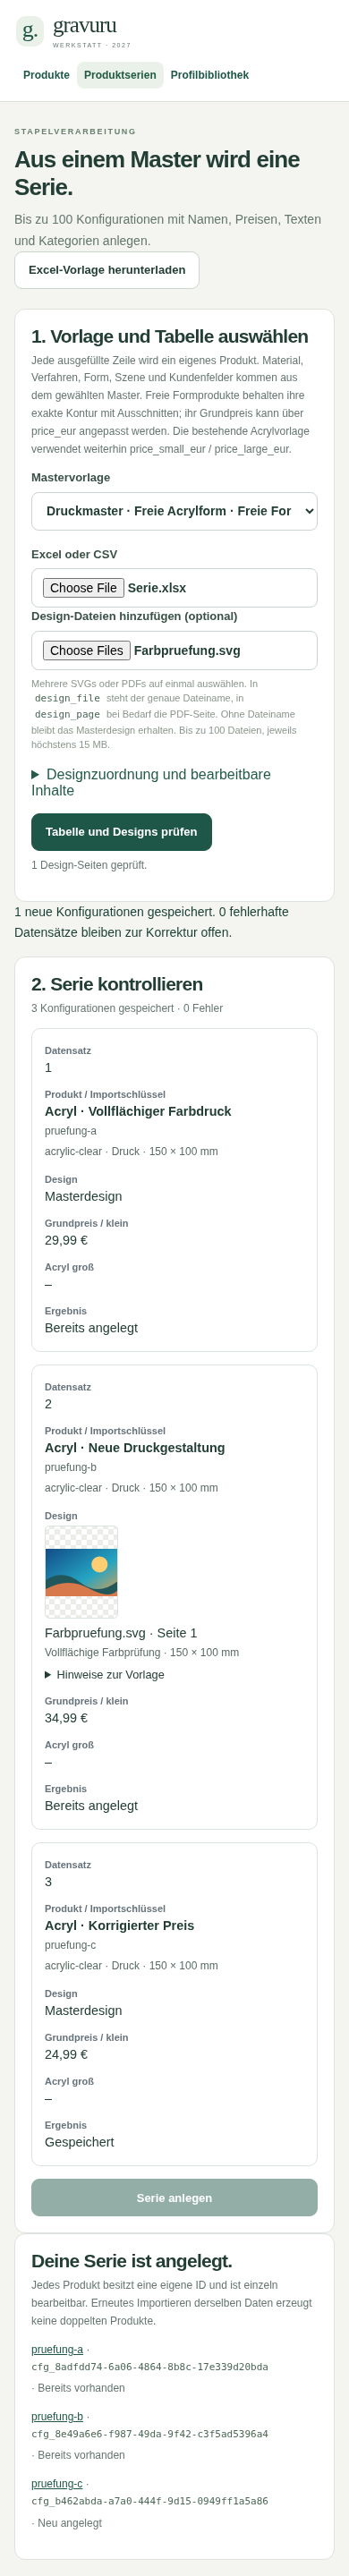 g. gravuru
WERKSTATT · 2027
Produkte Produktserien Profilbibliothek
STAPELVERARBEITUNG
Aus einem Master wird eine
Serie.
Bis zu 100 Konfigurationen mit Namen, Preisen, Texten
und Kategorien anlegen.
Excel-Vorlage herunterladen
1. Vorlage und Tabelle auswählen
Jede ausgefüllte Zeile wird ein eigenes Produkt. Material,
Verfahren, Form, Szene und Kundenfelder kommen aus
dem gewählten Master. Freie Formprodukte behalten ihre
exakte Kontur mit Ausschnitten; ihr Grundpreis kann über
price_eur angepasst werden. Die bestehende Acrylvorlage
verwendet weiterhin price_small_eur / price_large_eur.
Mastervorlage
Druckmaster · Freie Acrylform · Freie For
Excel oder CSV
Choose File Serie.xlsx
Design-Dateien hinzufügen (optional)
Choose Files Farbpruefung.svg
Mehrere SVGs oder PDFs auf einmal auswählen. In
design_file steht der genaue Dateiname, in
design_page bei Bedarf die PDF-Seite. Ohne Dateiname
bleibt das Masterdesign erhalten. Bis zu 100 Dateien, jeweils
höchstens 15 MB.
Designzuordnung und bearbeitbare
Inhalte
Tabelle und Designs prüfen
1 Design-Seiten geprüft.
1 neue Konfigurationen gespeichert. 0 fehlerhafte
Datensätze bleiben zur Korrektur offen.
2. Serie kontrollieren
3 Konfigurationen gespeichert · 0 Fehler
Datensatz
1
Produkt / Importschlüssel
Acryl · Vollflächiger Farbdruck
pruefung-a
acrylic-clear · Druck · 150 × 100 mm
Design
Masterdesign
Grundpreis / klein
29,99 €
Acryl groß
–
Ergebnis
Bereits angelegt
Datensatz
2
Produkt / Importschlüssel
Acryl · Neue Druckgestaltung
pruefung-b
acrylic-clear · Druck · 150 × 100 mm
Design
Farbpruefung.svg · Seite 1
Vollflächige Farbprüfung · 150 × 100 mm
Hinweise zur Vorlage
Grundpreis / klein
34,99 €
Acryl groß
–
Ergebnis
Bereits angelegt
Datensatz
3
Produkt / Importschlüssel
Acryl · Korrigierter Preis
pruefung-c
acrylic-clear · Druck · 150 × 100 mm
Design
Masterdesign
Grundpreis / klein
24,99 €
Acryl groß
–
Ergebnis
Gespeichert
Serie anlegen
Deine Serie ist angelegt.
Jedes Produkt besitzt eine eigene ID und ist einzeln
bearbeitbar. Erneutes Importieren derselben Daten erzeugt
keine doppelten Produkte.
pruefung-a ·
cfg_8adfdd74-6a06-4864-8b8c-17e339d20bda
· Bereits vorhanden
pruefung-b ·
cfg_8e49a6e6-f987-49da-9f42-c3f5ad5396a4
· Bereits vorhanden
pruefung-c ·
cfg_b462abda-a7a0-444f-9d15-0949ff1a5a86
· Neu angelegt